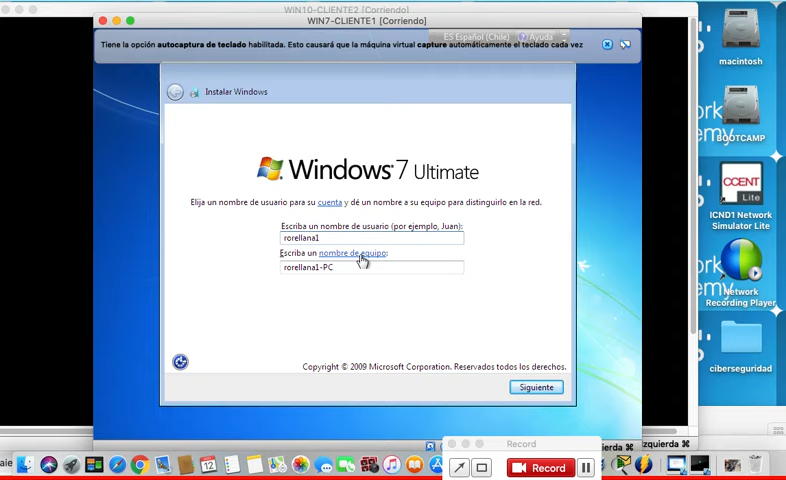 WIN10-CLIENTE2 [Corriendo]
WIN7-CLIENTE1 [Corriendo]
ES Español (Chile) ? Ayuda
Tiene la opción autocaptura de teclado habilitada. Esto causará que la máquina virtual capture automáticamente el teclado cada vez
macintosh
Instalar Windows
BOOTCAMP
Windows 7 Ultimate
Elija un nombre de usuario para su cuenta y dé un nombre a su equipo para distinguirlo en la red.
CCENT
Lite
ICND1 Network
Simulator Lite
Escriba un nombre de usuario (por ejemplo, Juan):
rorellana1
Escriba un nombre de equipo:
rorellana1-PC
Network
Recording Player
Copyright © 2009 Microsoft Corporation. Reservados todos los derechos.
ciberseguridad
Siguiente
Record
Record
12